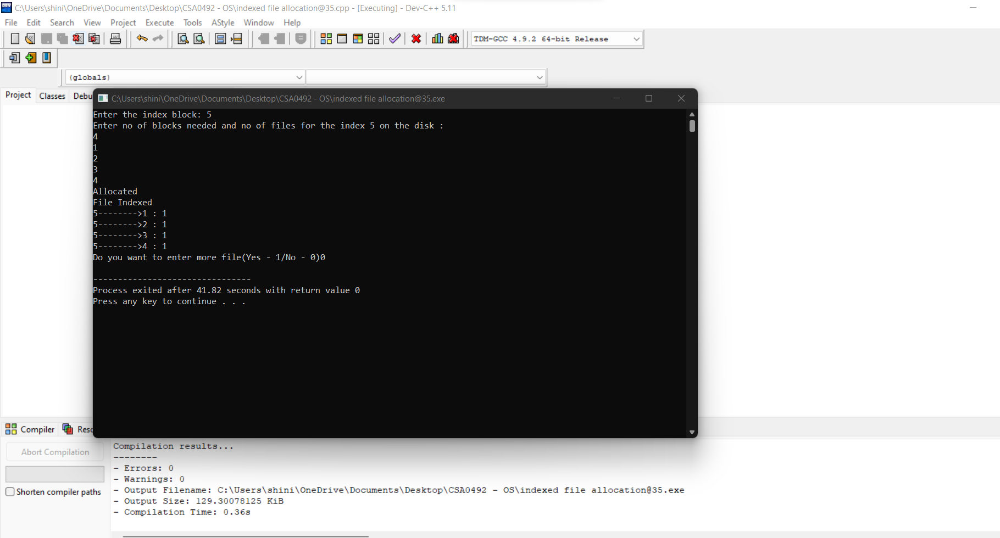 C:\Users\shini\OneDrive\Documents\Desktop\CSA0492 - OS\indexed file allocation@35.cpp - [Executing] - Dev-C++ 5.11
File Edit Search View Project Execute Tools AStyle Window Help
TDM-GCC 4.9.2 64-bit Release
(globals)
Project Classes Debu
C:\Users\shini\OneDrive\Documents\Desktop\CSA0492 - OS\indexed file allocation@35.exe
Enter the index block: 5
Enter no of blocks needed and no of files for the index 5 on the disk :
4
1
2
3
4
Allocated
File Indexed
5-------->1 : 1
5-------->2 : 1
5-------->3 : 1
5-------->4 : 1
Do you want to enter more file(Yes - 1/No - 0)0
--------------------------------
Process exited after 41.82 seconds with return value 0
Press any key to continue . . .
Compiler Reso
Abort Compilation
Shorten compiler paths
Compilation results...
--------
- Errors: 0
- Warnings: 0
- Output Filename: C:\Users\shini\OneDrive\Documents\Desktop\CSA0492 - OS\indexed file allocation@35.exe
- Output Size: 129.30078125 KiB
- Compilation Time: 0.36s